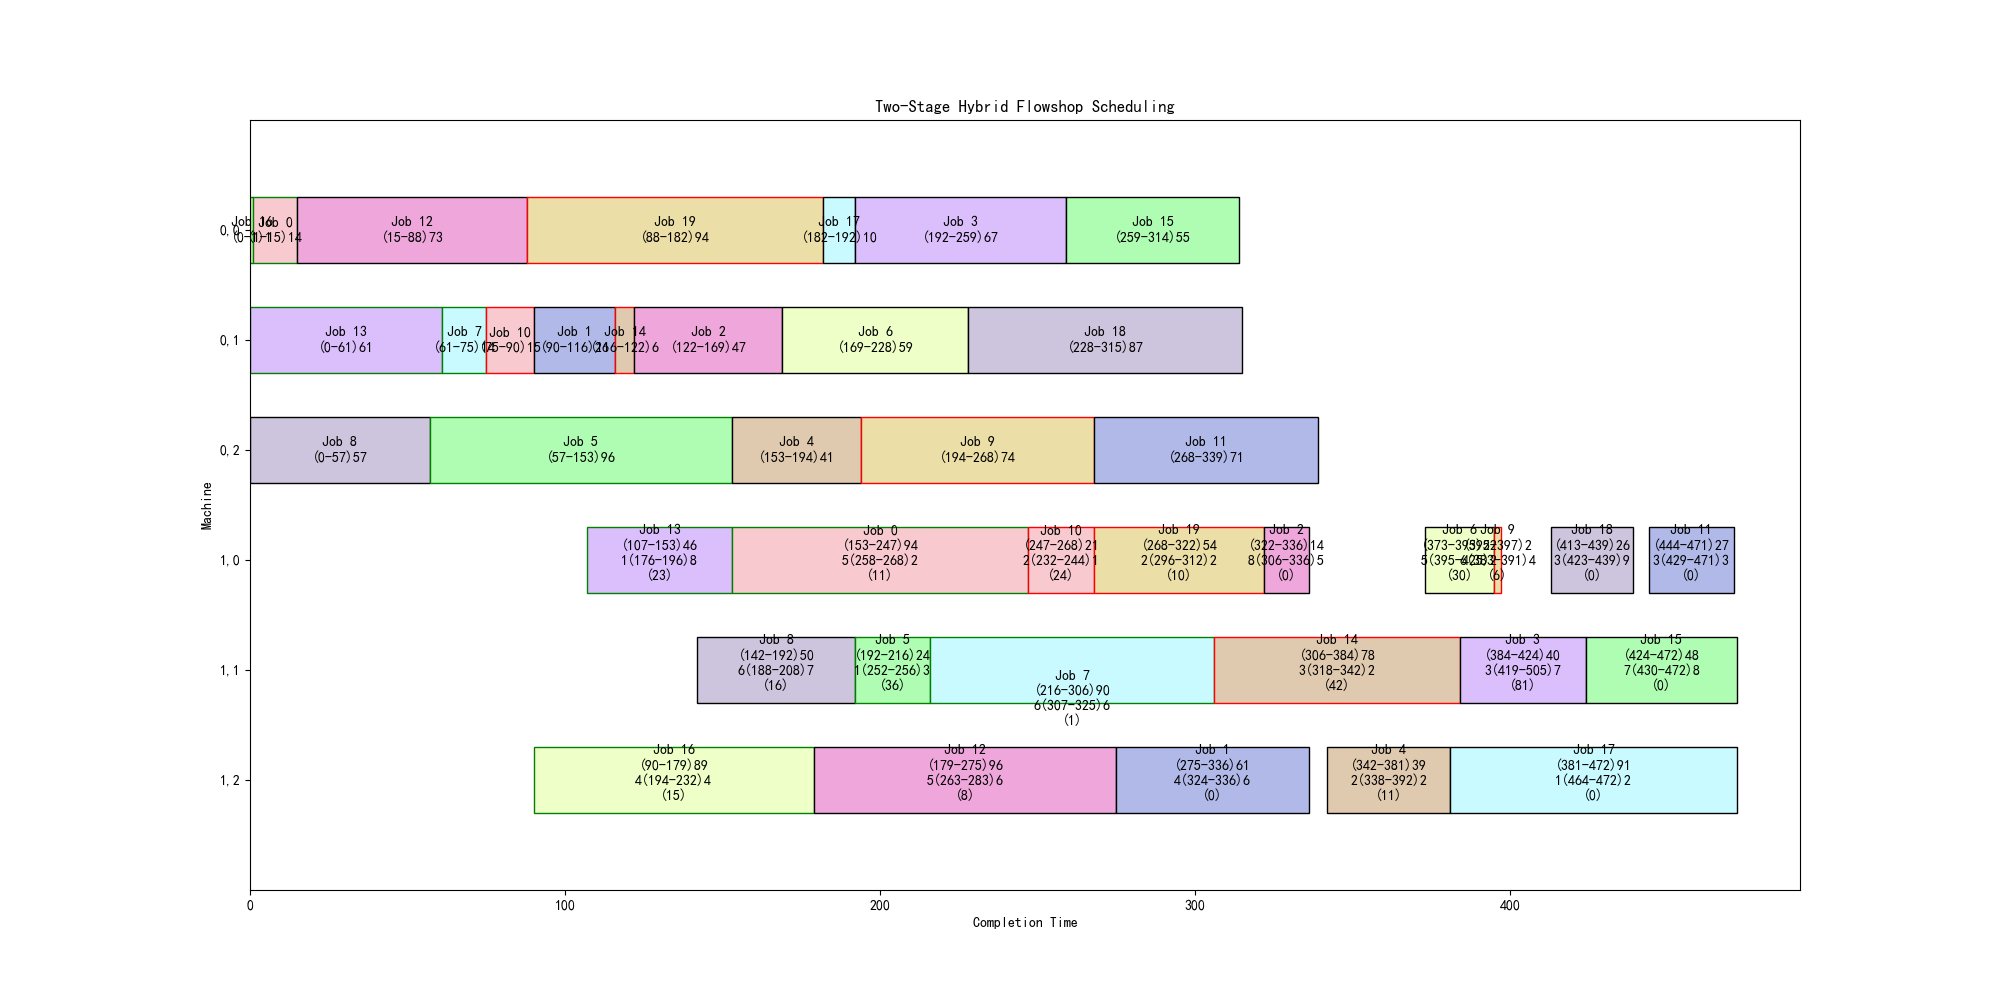 Two-Stage Hybrid Flowshop Scheduling
Machine
0,0
Job 16
(0-1)1
Job 0
(1-15)14
Job 12
(15-88)73
Job 19
(88-182)94
Job 17
(182-192)10
Job 3
(192-259)67
Job 15
(259-314)55
0,1
Job 13
(0-61)61
Job 7
(61-75)14
Job 10
(75-90)15
Job 1
(90-116)26
Job 14
(116-122)6
Job 2
(122-169)47
Job 6
(169-228)59
Job 18
(228-315)87
0,2
Job 8
(0-57)57
Job 5
(57-153)96
Job 4
(153-194)41
Job 9
(194-268)74
Job 11
(268-339)71
1,0
Job 13
(107-153)46
1(176-196)8
(23)
Job 0
(153-247)94
5(258-268)2
(11)
Job 10
(247-268)21
2(232-244)1
(24)
Job 19
(268-322)54
2(296-312)2
(10)
Job 2
(322-336)14
8(306-336)5
(0)
Job 6
(373-395)22
(30)
Job 9
(395-397)2
(6)
Job 18
(413-439)26
3(423-439)9
(0)
Job 11
(444-471)27
3(429-471)3
(0)
1,1
Job 8
(142-192)50
6(188-208)7
(16)
Job 5
(192-216)24
1(252-256)3
(36)
Job 7
(216-306)90
6(307-325)6
(1)
Job 14
(306-384)78
3(318-342)2
(42)
Job 3
(384-424)40
3(419-505)7
(81)
Job 15
(424-472)48
7(430-472)8
(0)
1,2
Job 16
(90-179)89
4(194-232)4
(15)
Job 12
(179-275)96
5(263-283)6
(8)
Job 1
(275-336)61
4(324-336)6
(0)
Job 4
(342-381)39
2(338-392)2
(11)
Job 17
(381-472)91
1(464-472)2
(0)
0
100
200
300
400
Completion Time